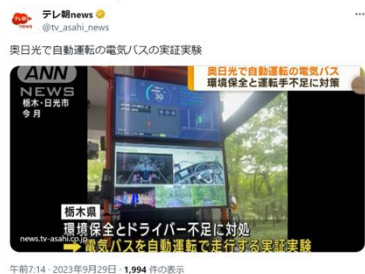 テレ朝news
@tv_asahi_news
奥日光で自動運転の電気バスの実証実験
ANN
NEWS
栃木・日光市
今月
奥日光で自動運転の電気バス
環境保全と運転手不足に対策
30
栃木県
環境保全とドライバー不足に対処
電気バスを自動運転で走行する実証実験
news.tv-asahi.co.jp
午前7:14・2023年9月29日・1,994 件の表示